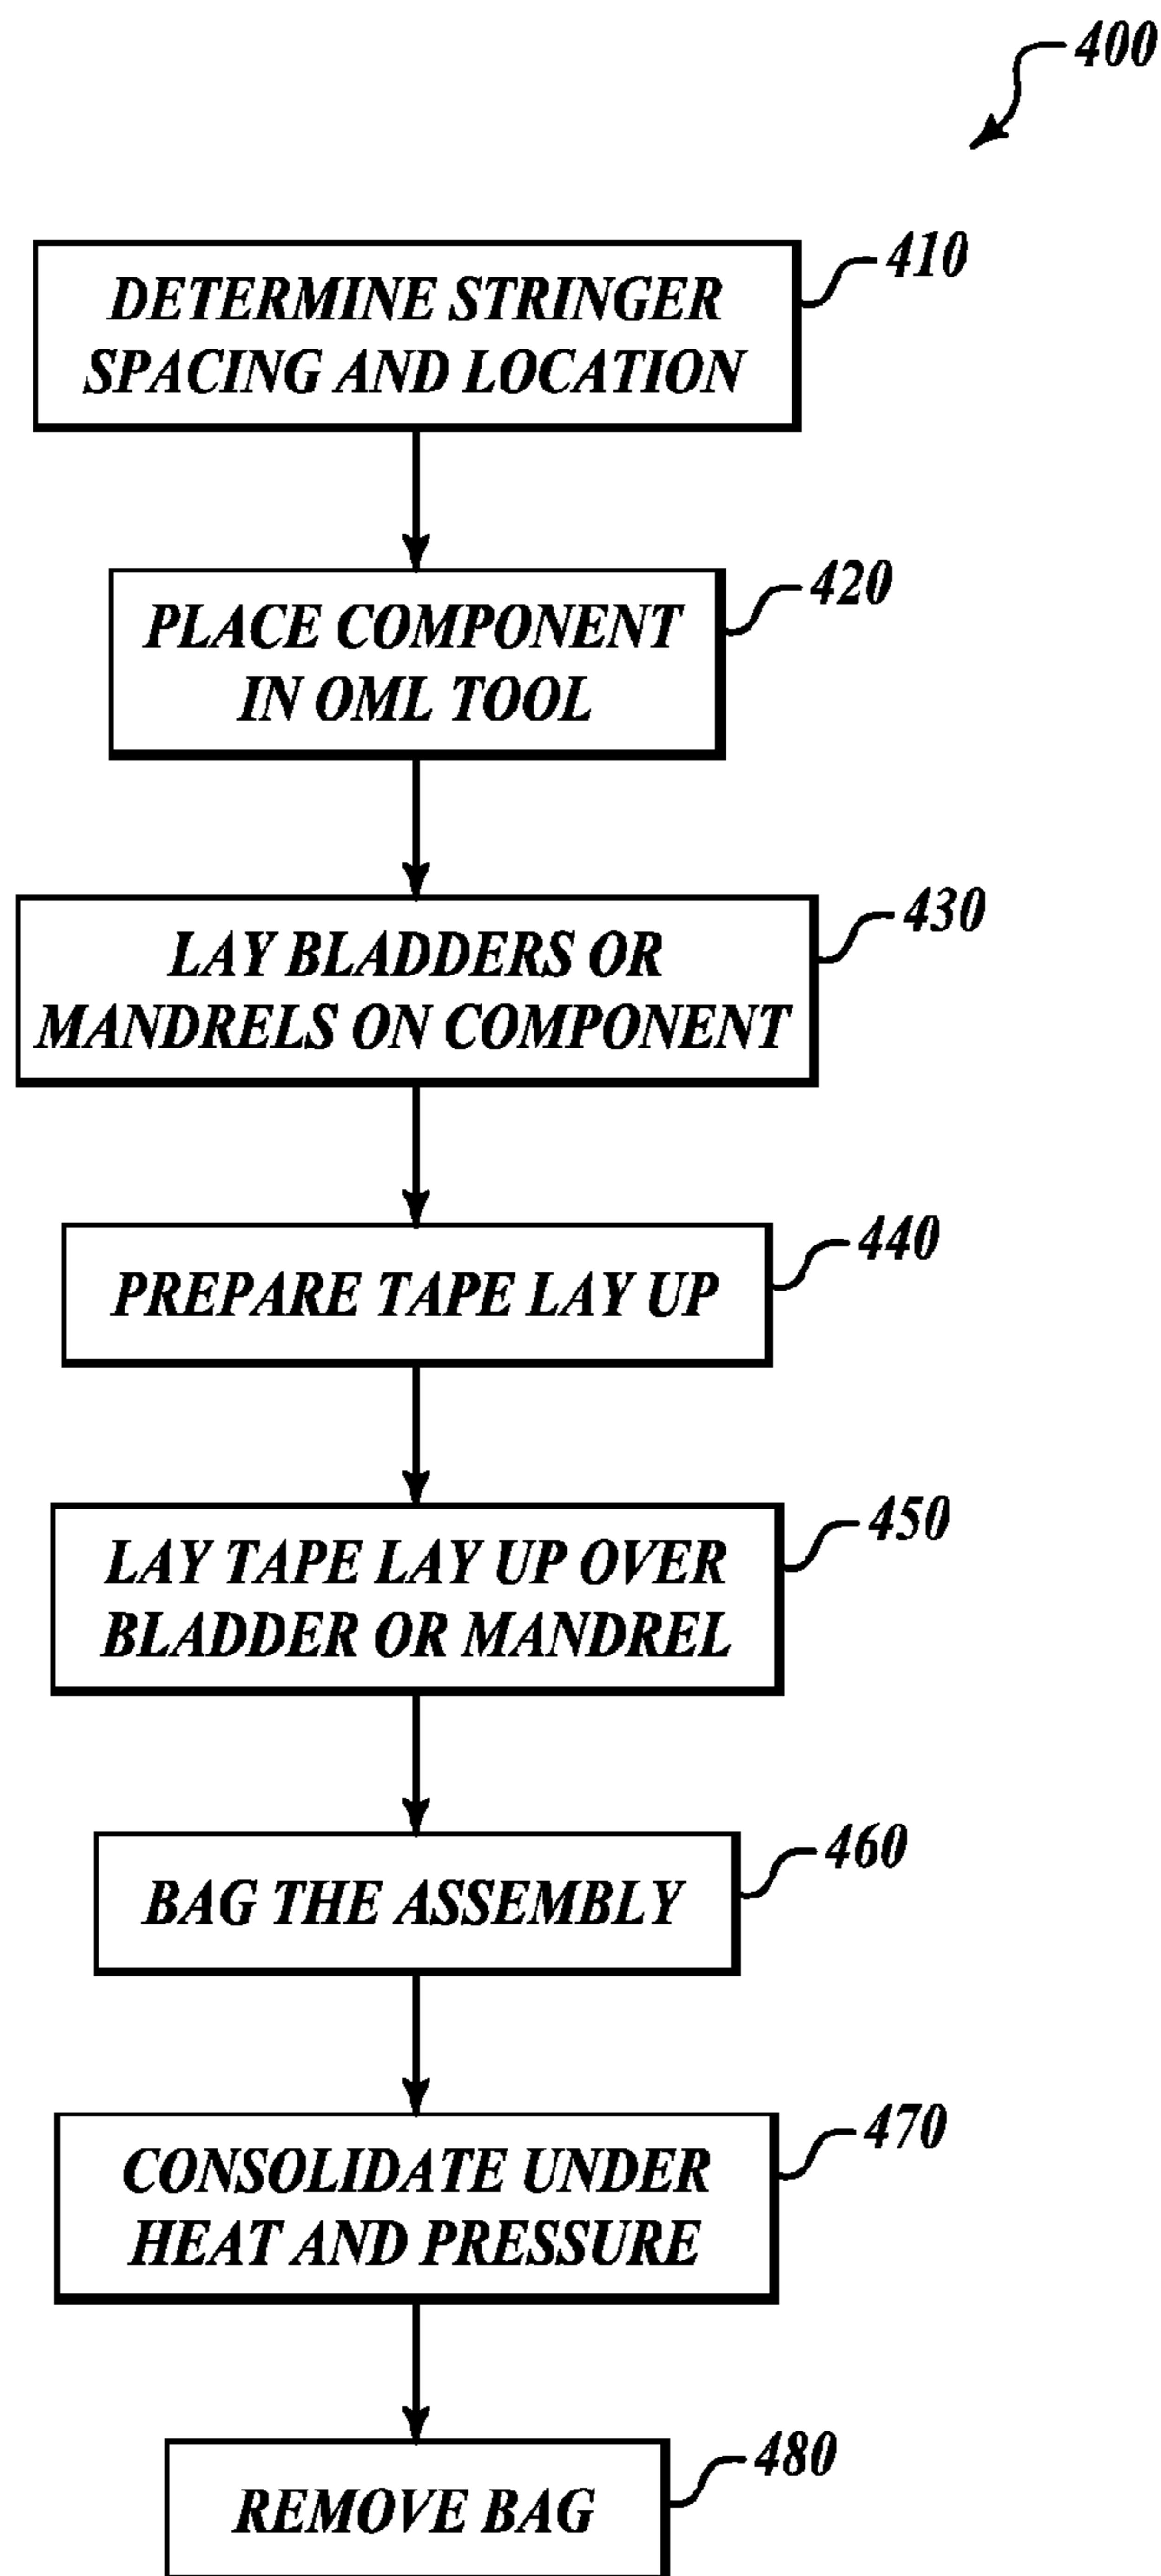 400
410
DETERMINE STRINGER
SPACING AND LOCATION
420
PLACE COMPONENT
IN OML TOOL
430
LAY BLADDERS OR
MANDRELS ON COMPONENT
440
PREPARE TAPE LAY UP
450
LAY TAPE LAY UP OVER
BLADDER OR MANDREL
460
BAG THE ASSEMBLY
470
CONSOLIDATE UNDER
HEAT AND PRESSURE
480
REMOVE BAG